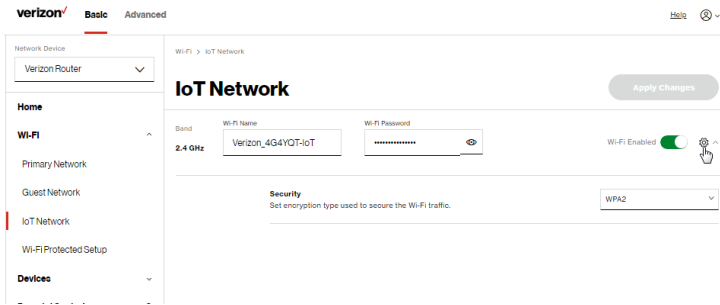 verizon
Basic
Advanced
Help
Network Device
Verizon Router
Home
Wi-Fi
Primary Network
Guest Network
IoT Network
Wi-Fi Protected Setup
Devices
Wi-Fi > IoT Network
IoT Network
Apply Changes
Band
2.4 GHz
Wi-Fi Name
Verizon_4G4YQT-IoT
Wi-Fi Password
•••••••••••••••
Wi-Fi Enabled
Security
Set encryption type used to secure the Wi-Fi traffic.
WPA2